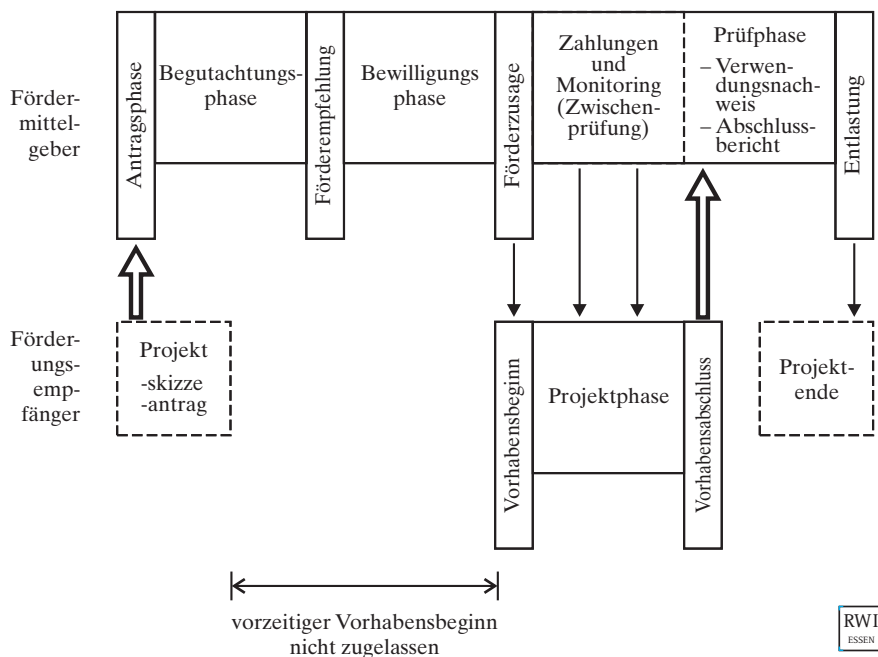 Förder-
mittel-
geber
Antragsphase
Begutachtungs-
phase
Förderempfehlung
Bewilligungs
phase
Förderzusage
Zahlungen
und
Monitoring
(Zwischen-
prüfung)
Prüfphase
– Verwen-
dungsnach-
weis
– Abschluss-
bericht
Entlastung
Förde-
rungs-
emp-
fänger
Projekt
-skizze
-antrag
Vorhabensbeginn
Projektphase
Vorhabensabschluss
Projekt-
ende
vorzeitiger Vorhabensbeginn
nicht zugelassen
RWI
ESSEN